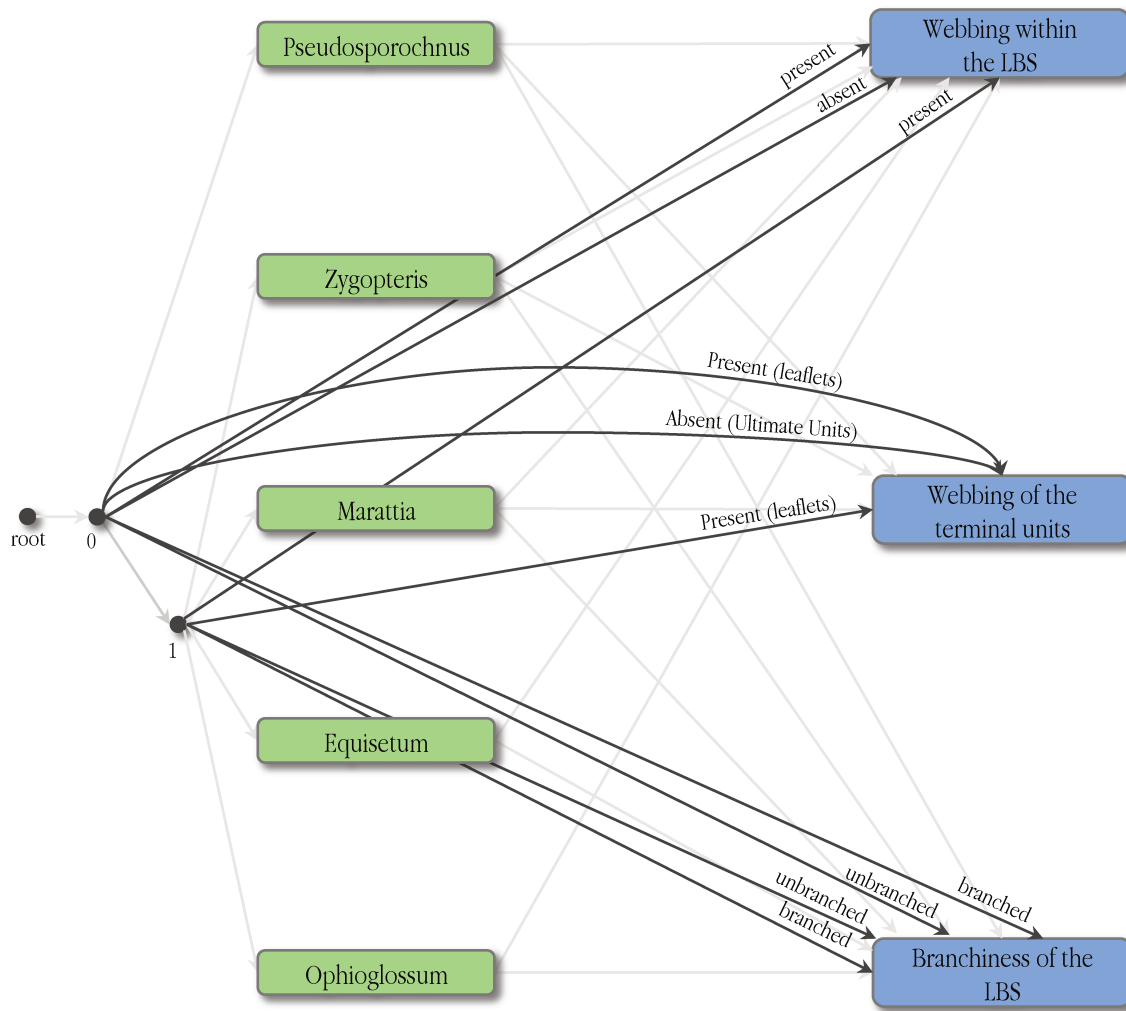 Pseudosporochnus
Webbing within
the LBS
present
absent
present
Zygopteris
Present (leaflets)
Absent (Ultimate Units)
Marattia
Present (leaflets)
Webbing of the
terminal units
root
0
1
Equisetum
unbranched
unbranched
branched
branched
Ophioglossum
Branchiness of the
LBS